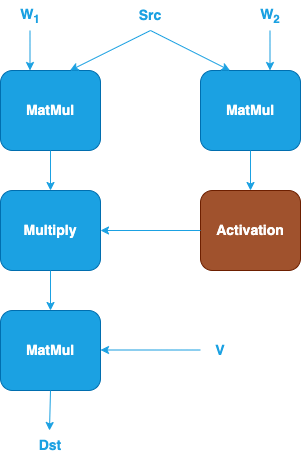 W1
Src
W2
MatMul
MatMul
Multiply
Activation
MatMul
V
Dst